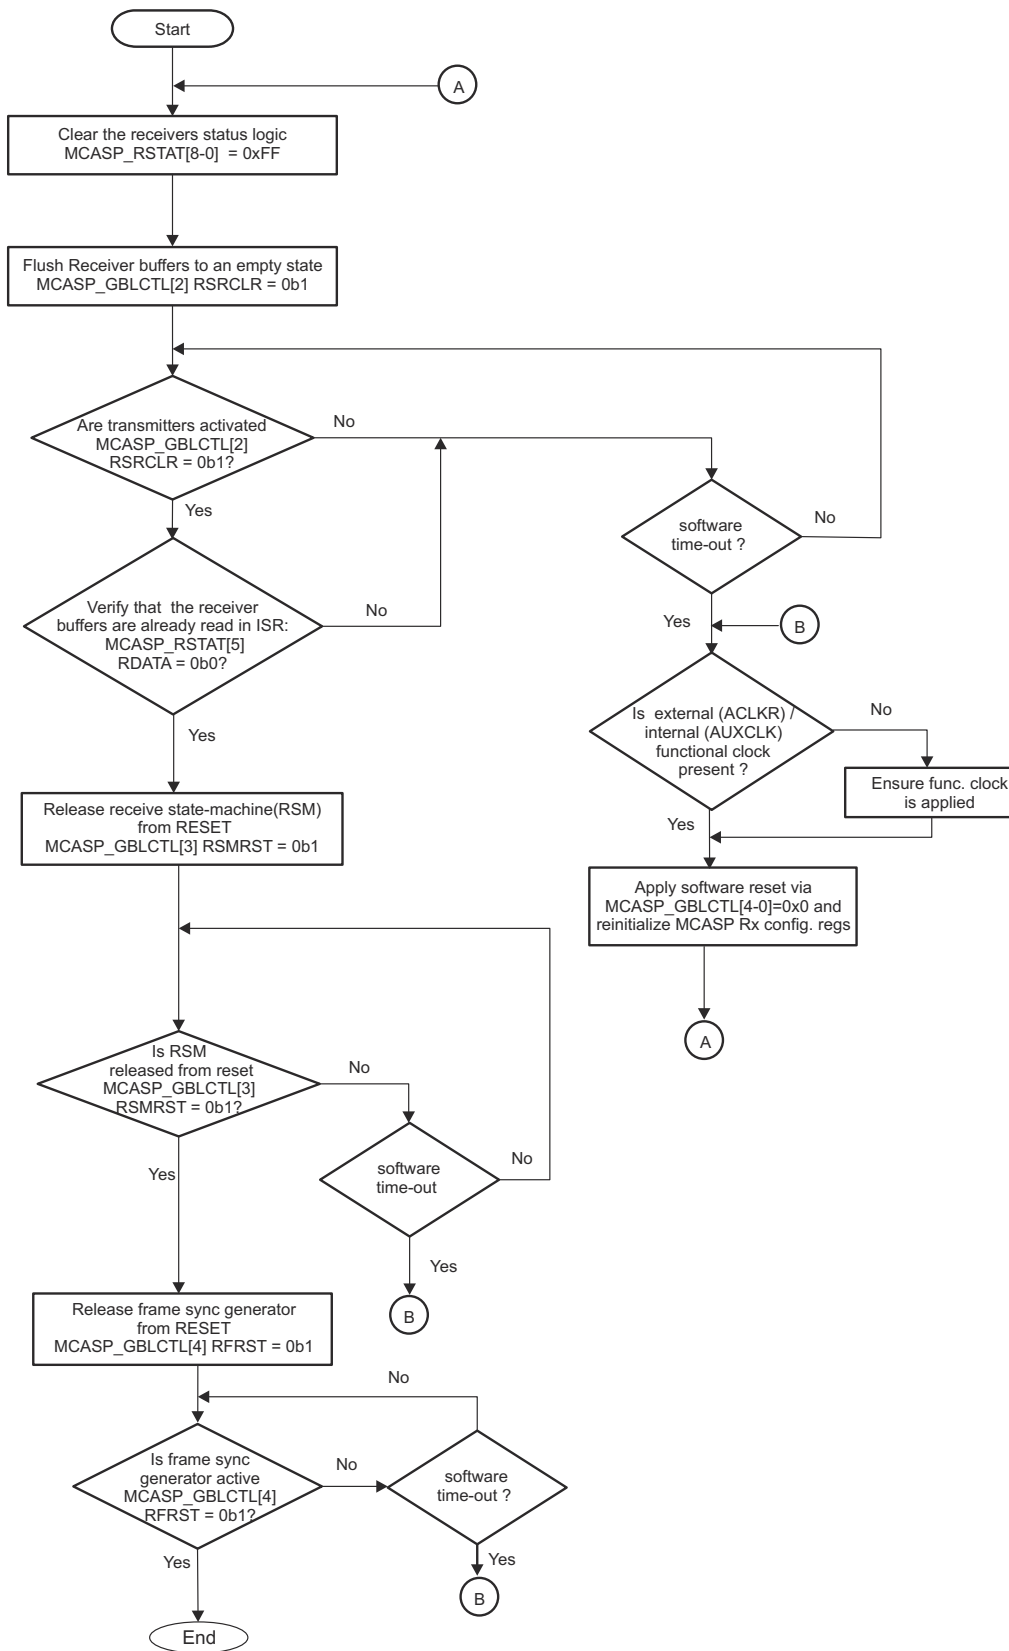 Start
A
Clear the receivers status logic
MCASP_RSTAT[8-0] = 0xFF
Flush Receiver buffers to an empty state
MCASP_GBLCTL[2] RSRCLR = 0b1
Are transmitters activated
MCASP_GBLCTL[2]
RSRCLR = 0b1?
No
Yes
software
time-out ?
No
Yes
Verify that the receiver
buffers are already read in ISR:
MCASP_RSTAT[5]
RDATA = 0b0?
No
Yes
B
Is external (ACLKR) /
internal (AUXCLK)
functional clock
present ?
No
Yes
Ensure func. clock
is applied
Release receive state-machine(RSM)
from RESET
MCASP_GBLCTL[3] RSMRST = 0b1
Apply software reset via
MCASP_GBLCTL[4-0]=0x0 and
reinitialize MCASP Rx config. regs
A
Is RSM
released from reset
MCASP_GBLCTL[3]
RSMRST = 0b1?
No
Yes
software
time-out
No
Yes
B
Release frame sync generator
from RESET
MCASP_GBLCTL[4] RFRST = 0b1
No
Is frame sync
generator active
MCASP_GBLCTL[4]
RFRST = 0b1?
No
Yes
software
time-out ?
Yes
B
End